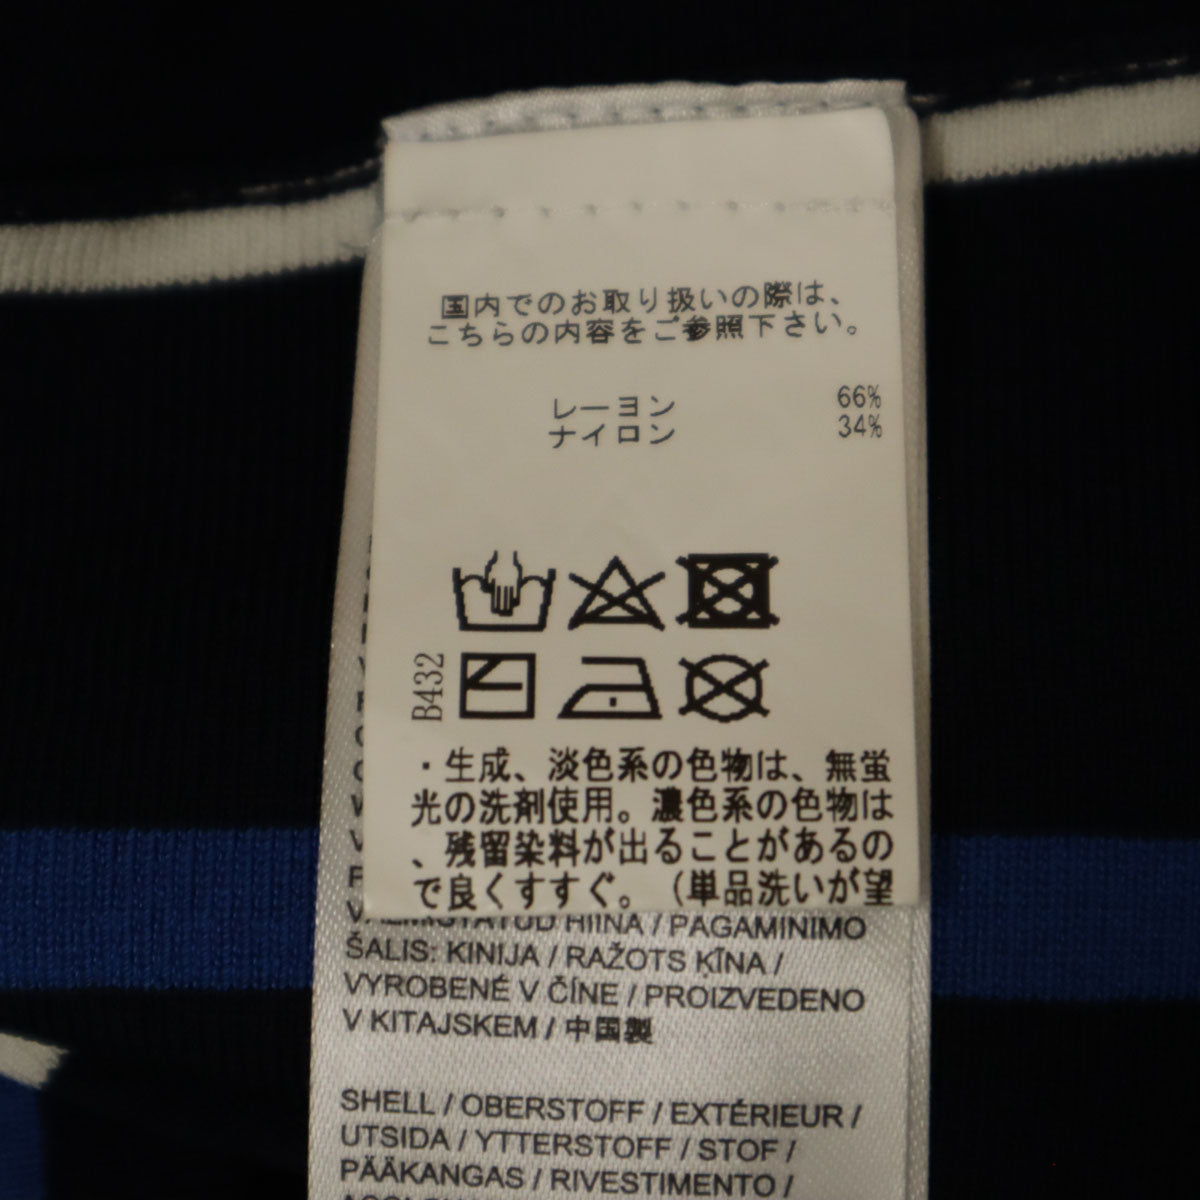 国内でのお取り扱いの際は、
こちらの内容をご参照下さい。
レーヨン 66%
ナイロン 34%
B432
・生成、淡色系の色物は、無蛍
光の洗剤使用。濃色系の色物は
、残留染料が出ることがあるの
で良くすすぐ。（単品洗いが望
HIINA / PAGAMINIMO
ŠALIS: KINIJA / RAŽOTS ĶĪNA /
VYROBENÉ V ČÍNE / PROIZVEDENO
V KITAJSKEM / 中国製
SHELL / OBERSTOFF / EXTÉRIEUR /
UTSIDA / YTTERSTOFF / STOF /
PÄÄKANGAS / RIVESTIMENTO /